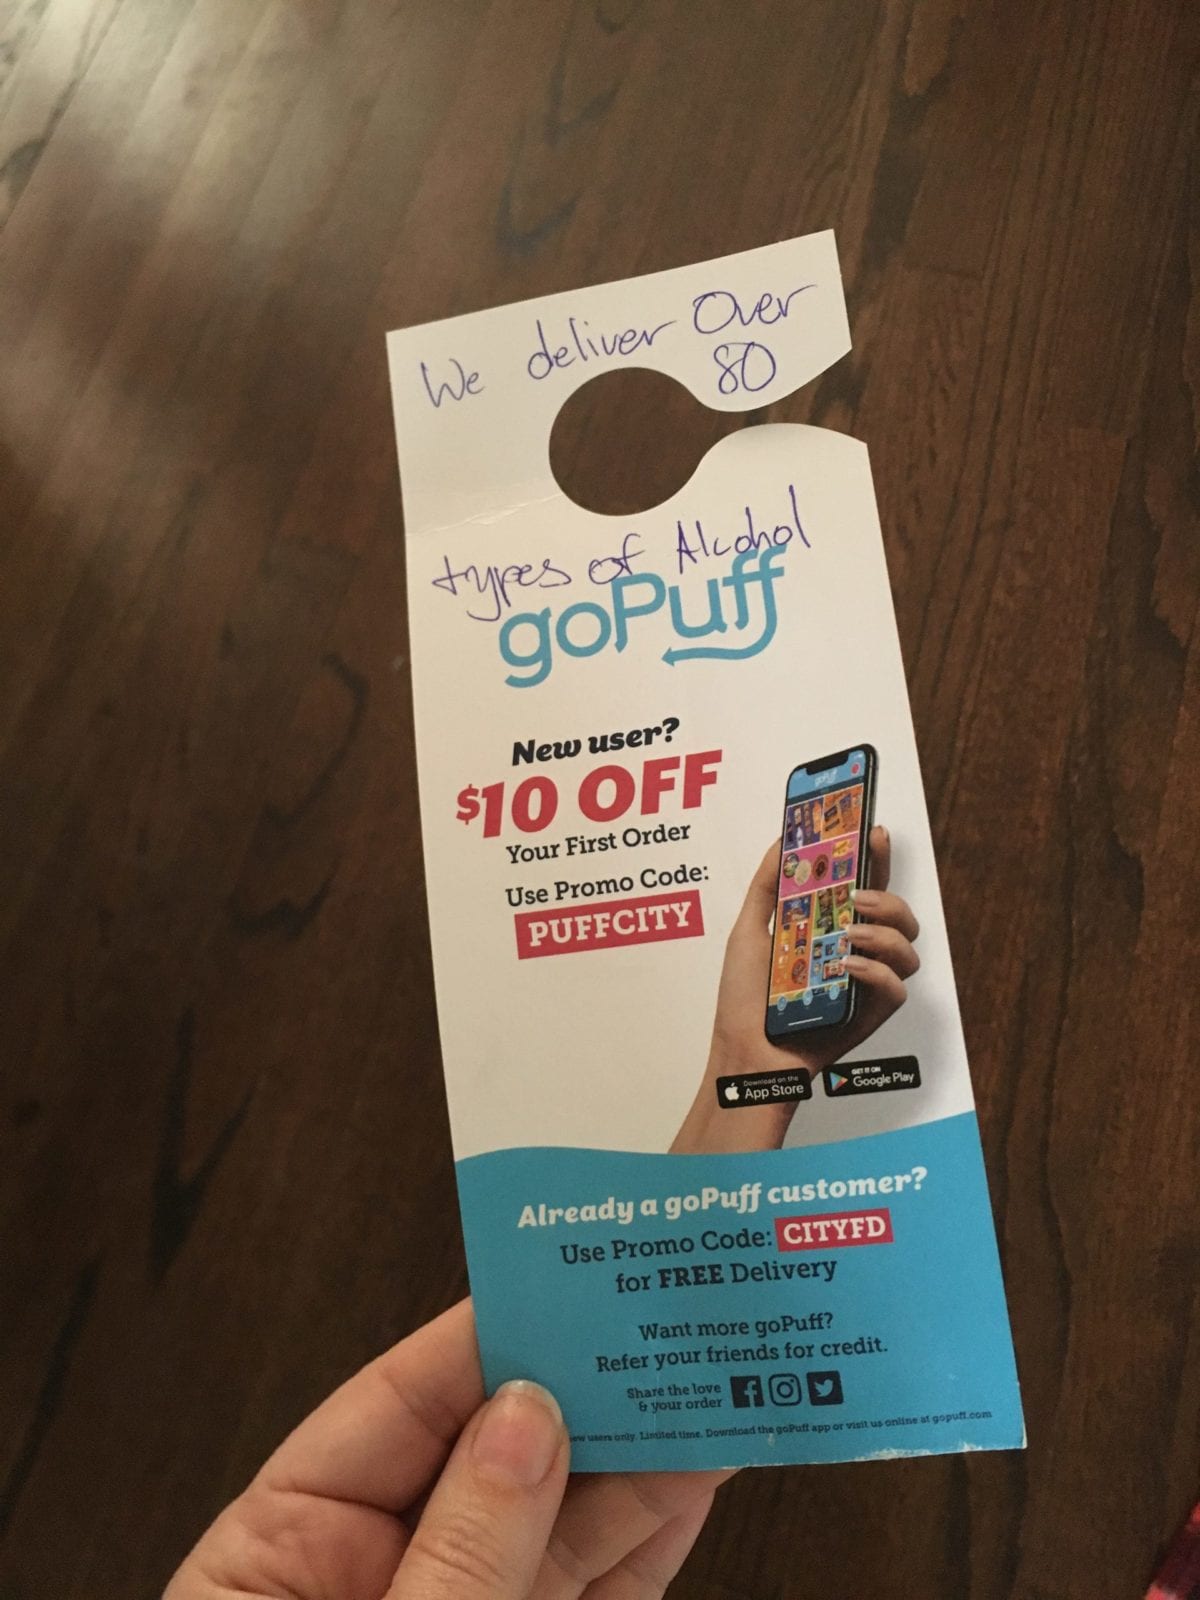 We deliver Over
80
types of Alcohol
goPuff
New user?
$10 OFF
Your First Order
Use Promo Code:
PUFFCITY
goPuff
Download on the
App Store
GET IT ON
Google Play
Already a goPuff customer?
Use Promo Code: CITYFD
for FREE Delivery
Want more goPuff?
Refer your friends for credit.
Share the love
& your order
users only. Limited time. Download the goPuff app or visit us online at gopuff.com